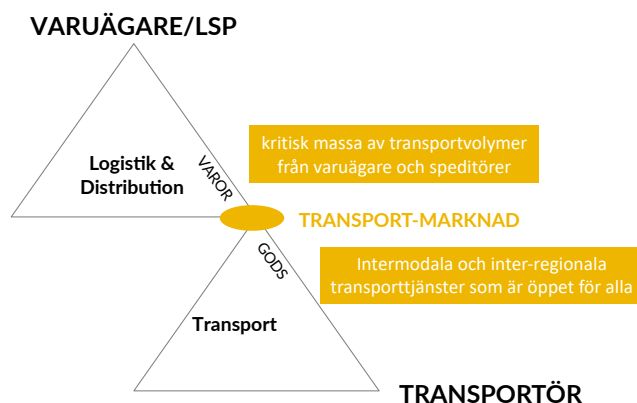 VARUÄGARE/LSP
kritisk massa av transportvolymer
från varuägare och speditörer
Logistik &
Distribution
VAROR
TRANSPORT-MARKNAD
GODS
Intermodala och inter-regionala
transporttjänster som är öppet för alla
Transport
TRANSPORTÖR